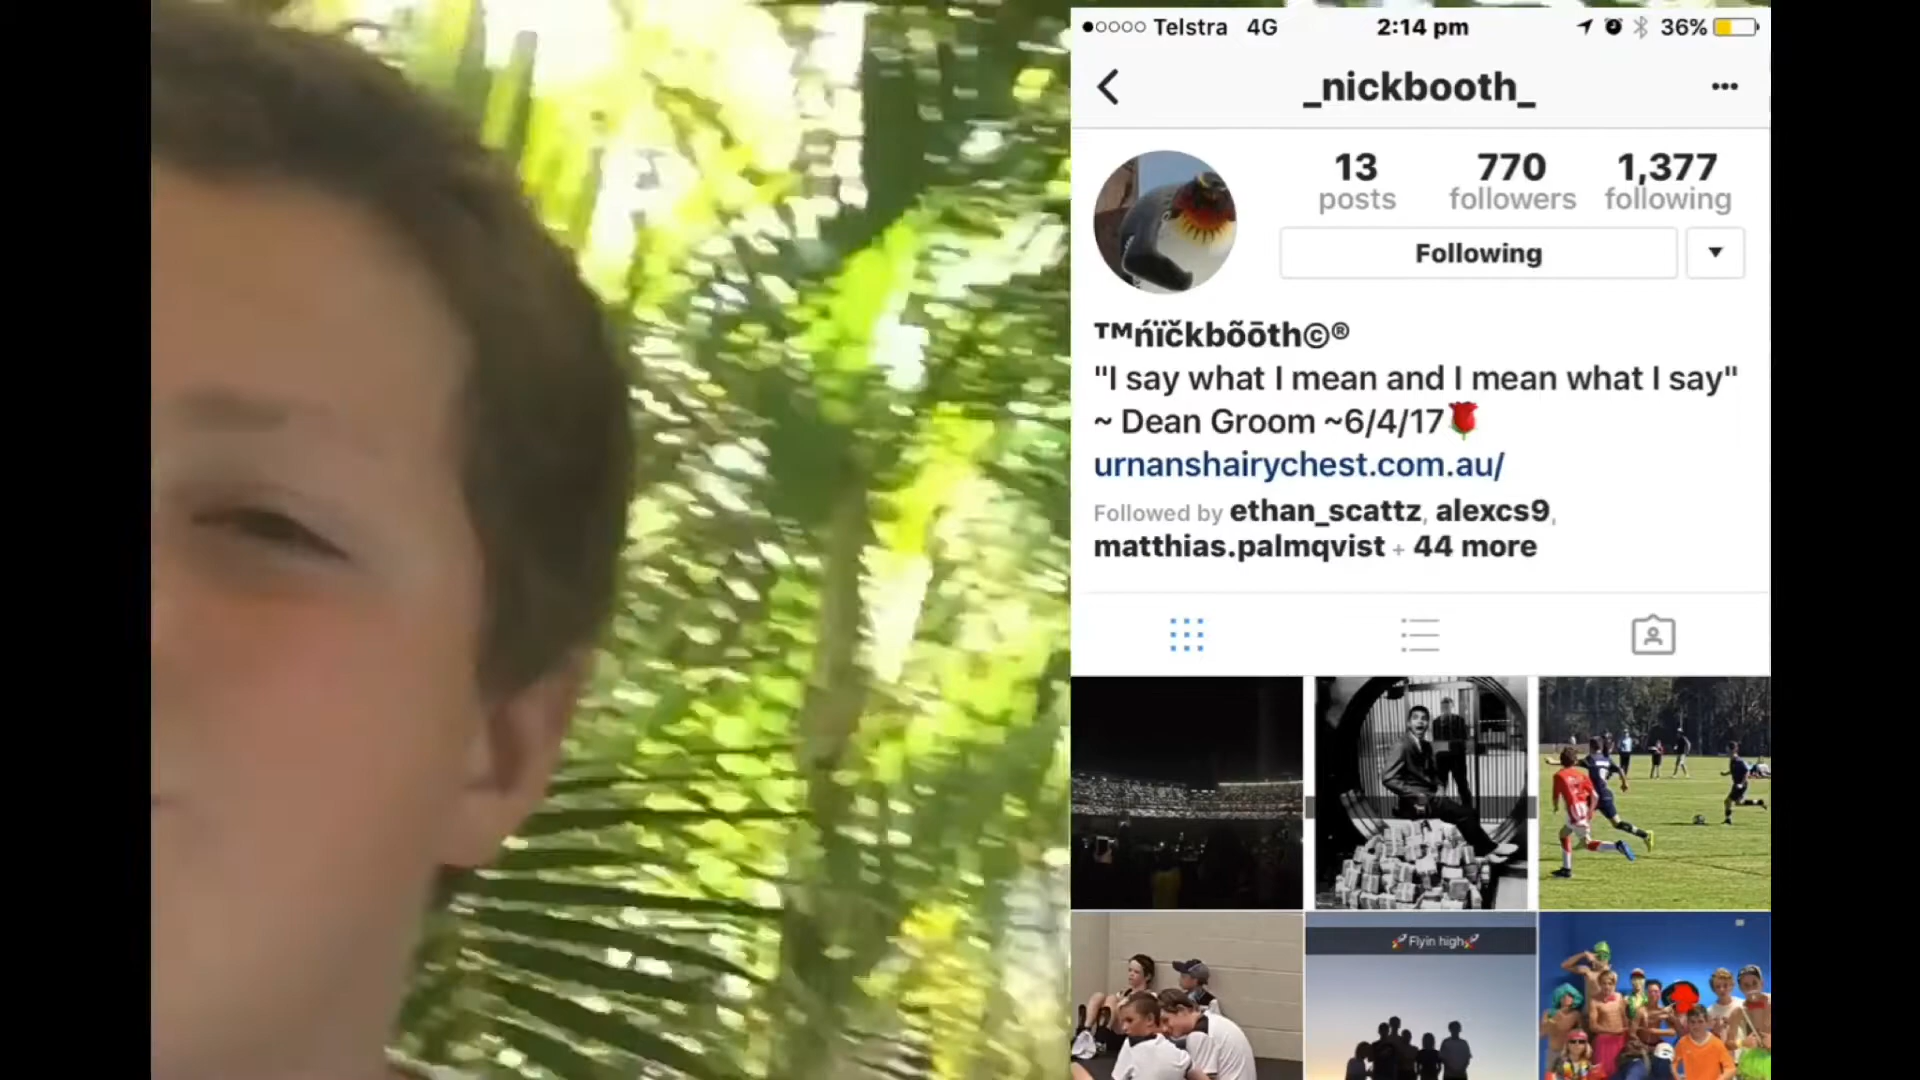 Telstra 4G 2:14 pm 36%
_nickbooth_
13 770 1,377
posts followers following
Following
™ńïčkbõōth©®
"I say what I mean and I mean what I say"
~ Dean Groom ~6/4/17🌹
urnanshairychest.com.au/
Followed by ethan_scattz, alexcs9,
matthias.palmqvist + 44 more
🚀Flyin high🚀